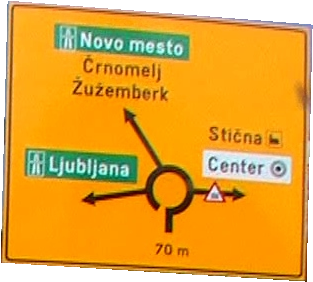 Novo mesto
Črnomelj
Žužemberk
Stična
Ljubljana
Center
70 m